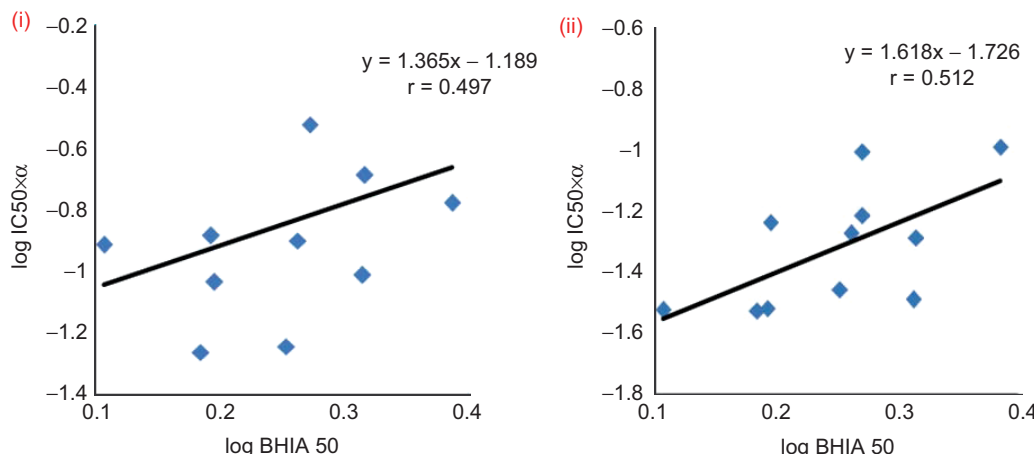 (i)
−0.2
−0.4
−0.6
−0.8
−1
−1.2
−1.4
log IC50×α
y = 1.365x − 1.189
r = 0.497
0.1 0.2 0.3 0.4
log BHIA 50
(ii)
−0.6
−0.8
−1
−1.2
−1.4
−1.6
−1.8
log IC50×α
y = 1.618x − 1.726
r = 0.512
0.1 0.2 0.3 0.4
log BHIA 50